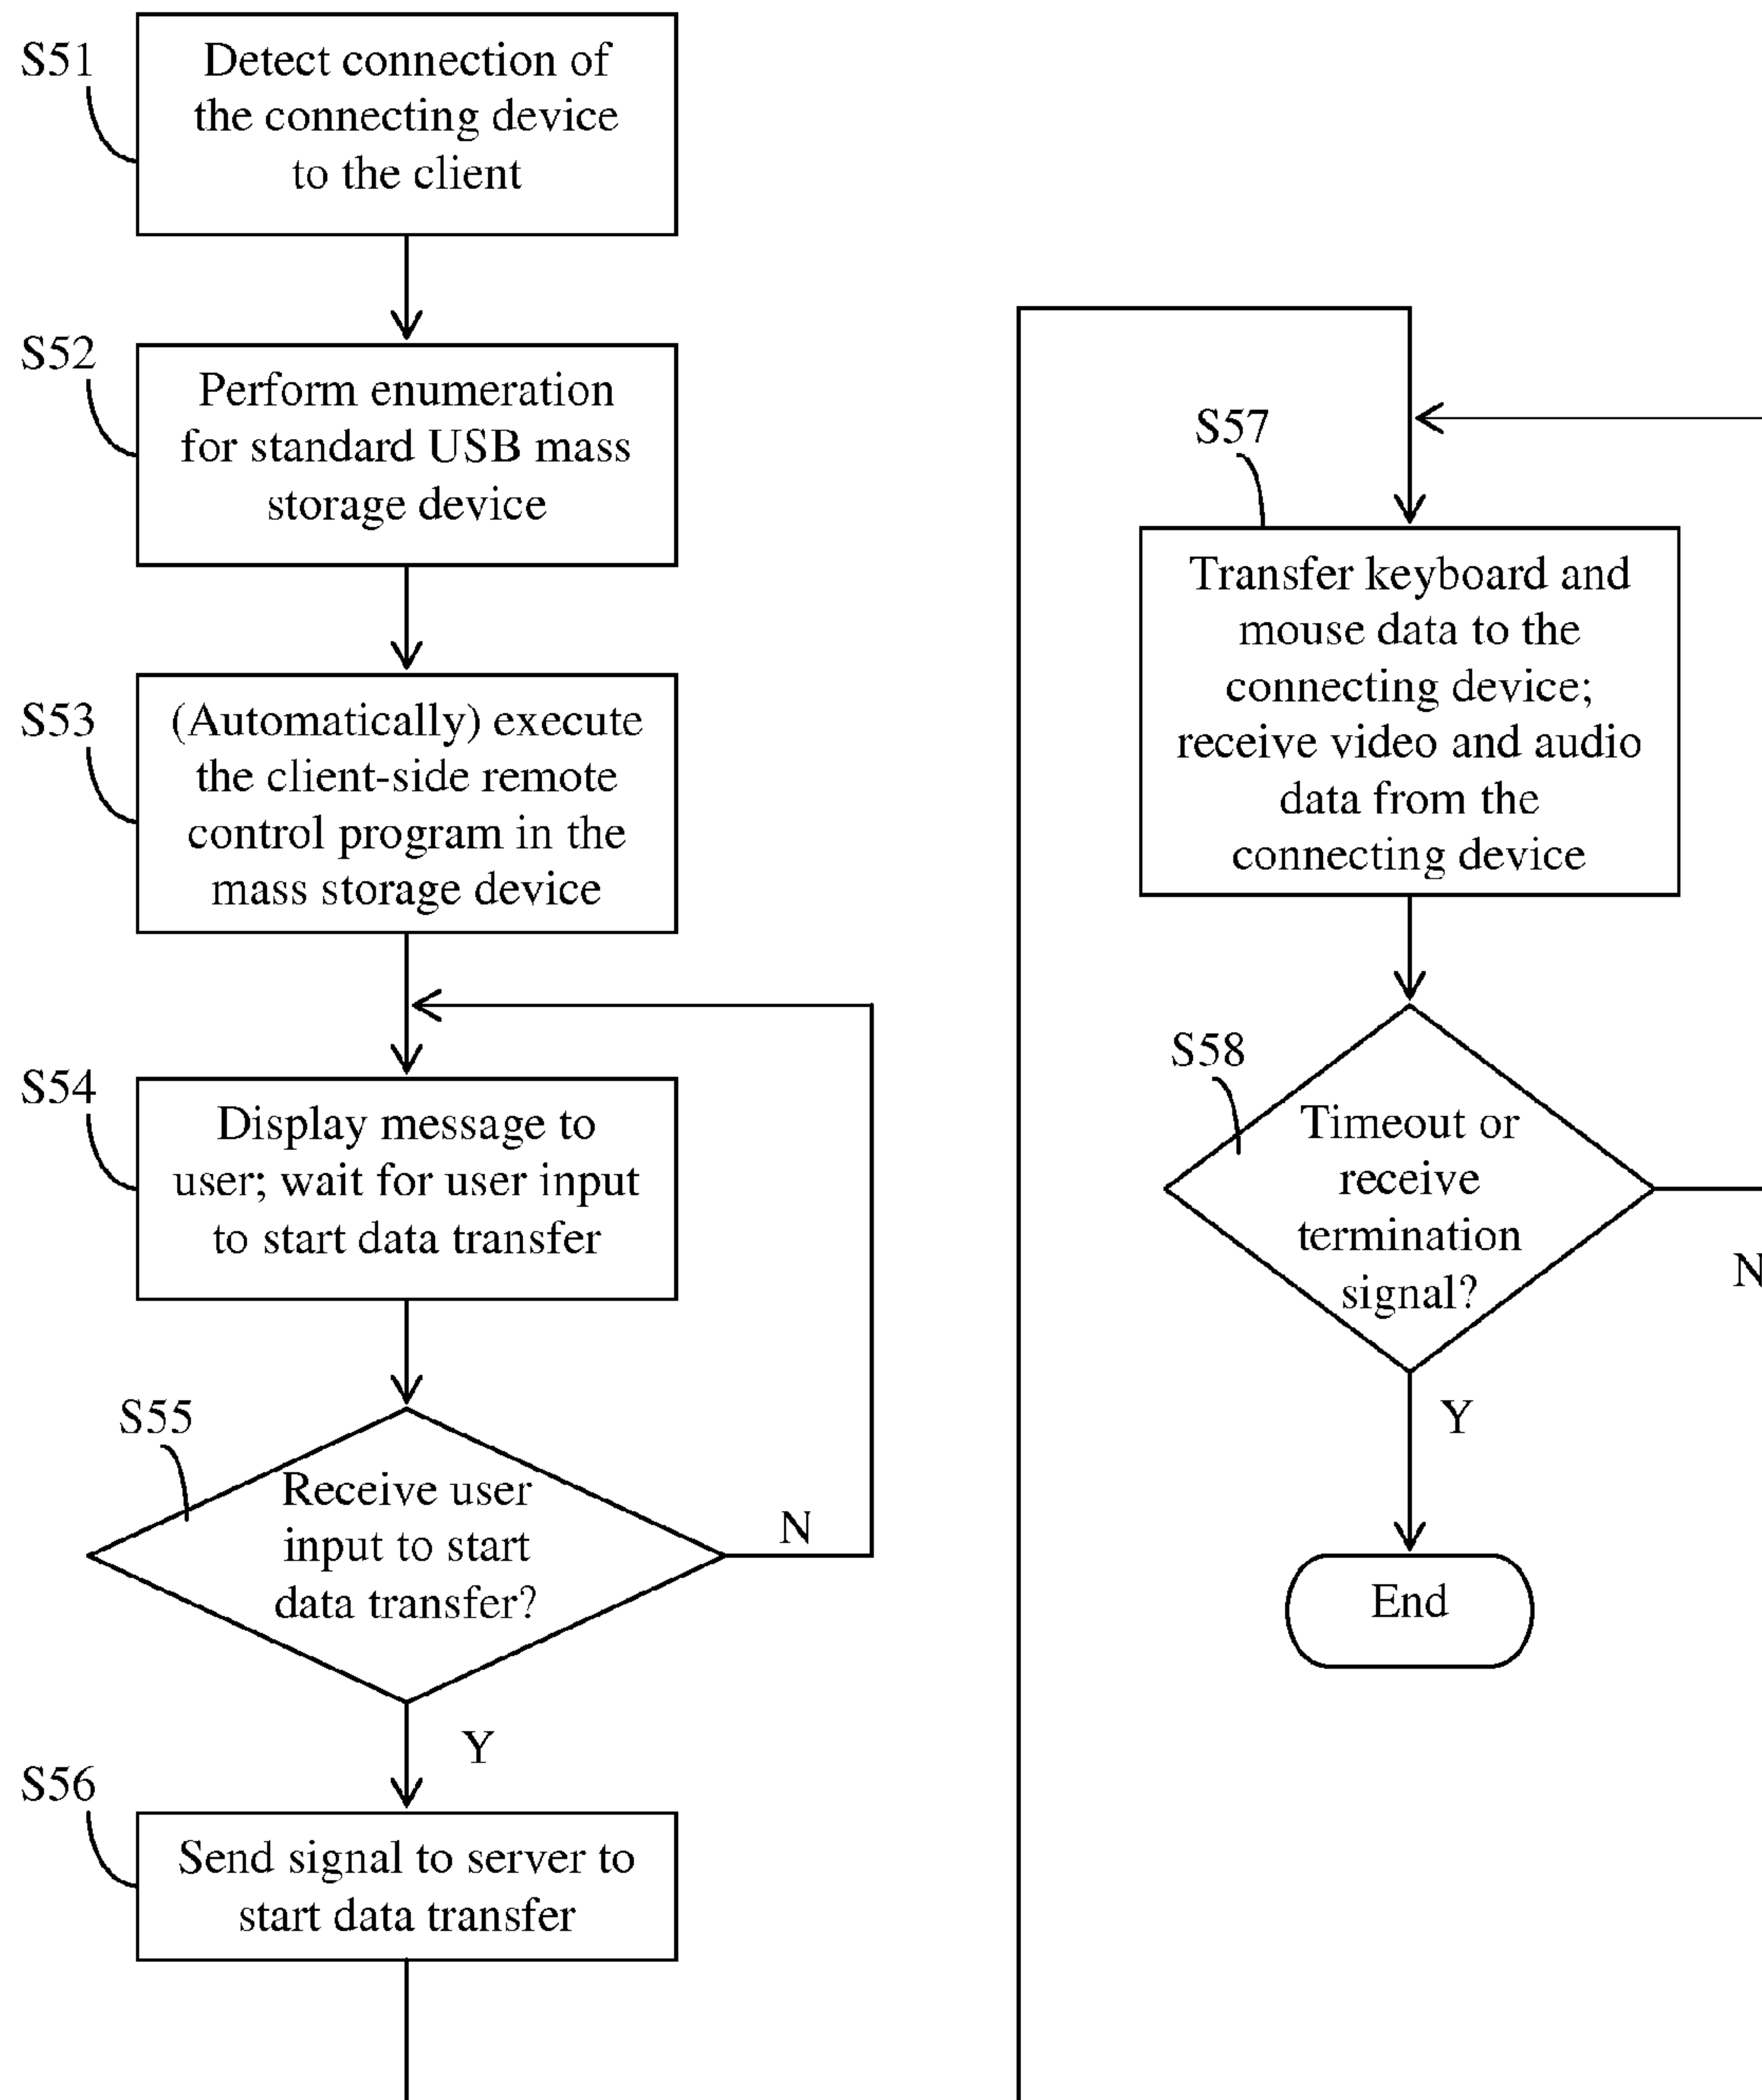 S51
Detect connection of
the connecting device
to the client
S52
Perform enumeration
for standard USB mass
storage device
S53
(Automatically) execute
the client-side remote
control program in the
mass storage device
S54
Display message to
user; wait for user input
to start data transfer
S55
Receive user
input to start
data transfer?
N
Y
S56
Send signal to server to
start data transfer
S57
Transfer keyboard and
mouse data to the
connecting device;
receive video and audio
data from the
connecting device
S58
Timeout or
receive
termination
signal?
N
Y
End